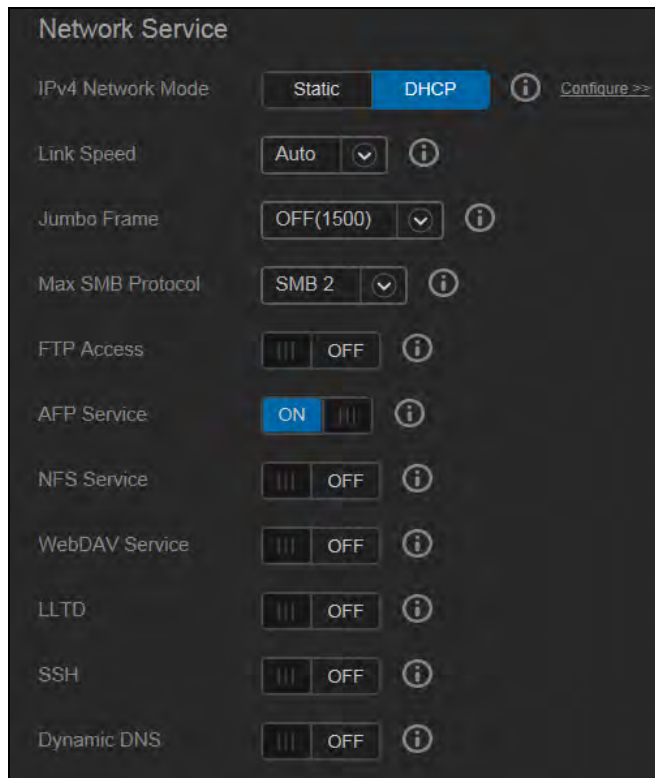 Network Service
IPv4 Network Mode Static DHCP Configure >>
Link Speed Auto
Jumbo Frame OFF(1500)
Max SMB Protocol SMB 2
FTP Access OFF
AFP Service ON
NFS Service OFF
WebDAV Service OFF
LLTD OFF
SSH OFF
Dynamic DNS OFF